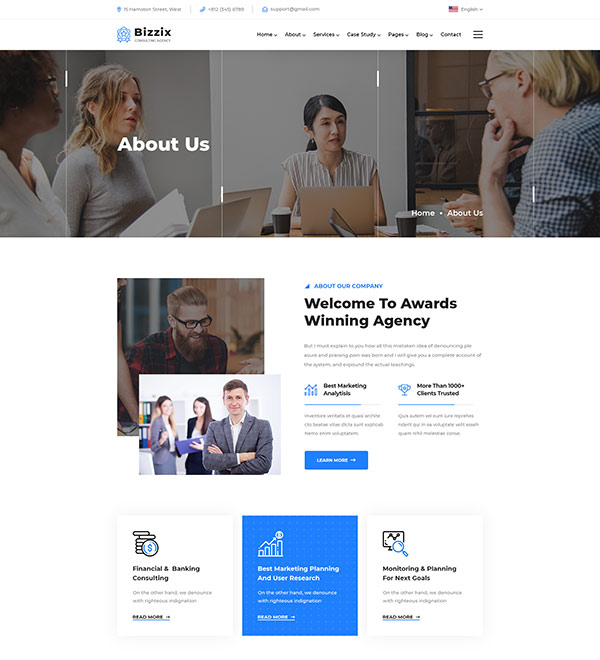 15 Hamston Street, West
+812 (345) 6789
support@gmail.com
English
Bizzix
CONSULTING AGENCY
Home
About
Services
Case Study
Pages
Blog
Contact
About Us
Home • About Us
ABOUT OUR COMPANY
Welcome To Awards
Winning Agency
But I must explain to you how all this mistaken idea of denouncing ple
asure and praising pain was born and I will give you a complete account of
the system, and expound the actual teachings.
Best Marketing
Analytisis
Inventore veritatis et quasi archite
cto beatae vitae dicta sunt explicab
Nemo enim voluptatem.
More Than 1000+
Clients Trusted
Quis autem vel eum iure reprehes
nderit qui in ea voluptate velit esseh
quam nihil molestiae conse.
LEARN MORE
Financial & Banking
Consulting
On the other hand, we denounce
with righteous indignation
READ MORE
Best Marketing Planning
And User Research
On the other hand, we denounce
with righteous indignation
READ MORE
Monitoring & Planning
For Next Goals
On the other hand, we denounce
with righteous indignation
READ MORE